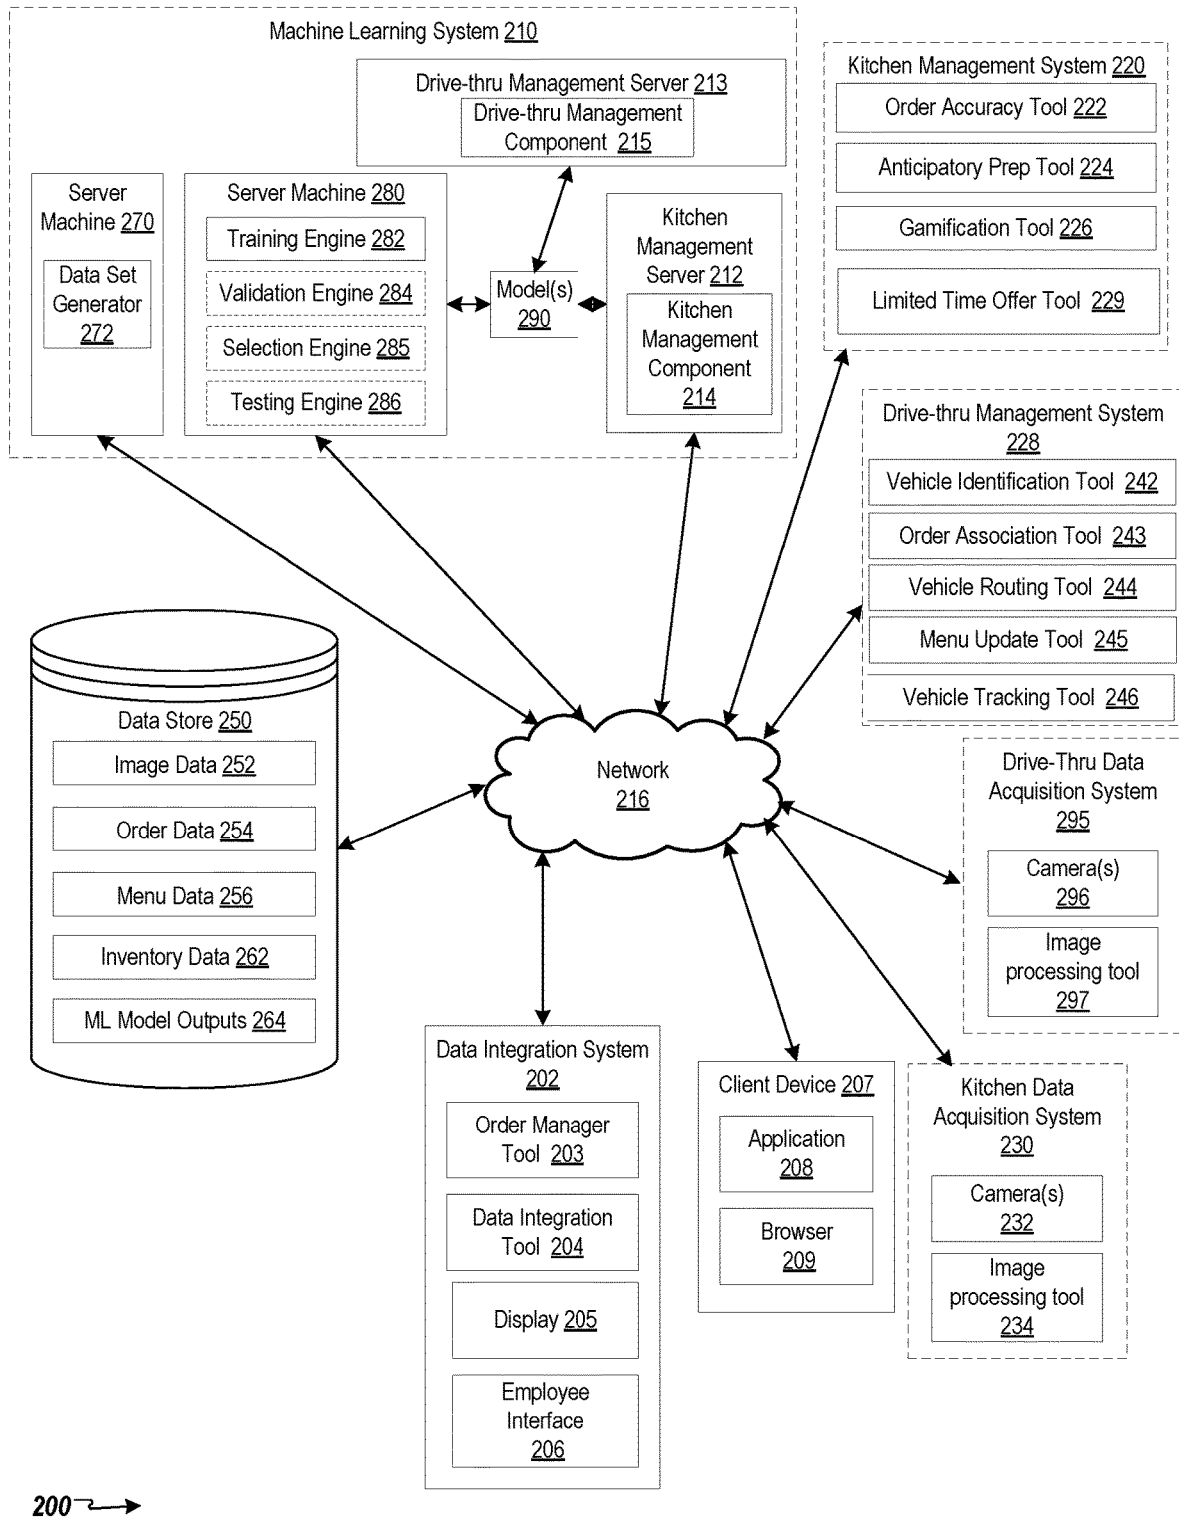 Machine Learning System 210
Drive-thru Management Server 213
Drive-thru Management
Component 215
Server
Machine 270
Data Set
Generator
272
Server Machine 280
Training Engine 282
Validation Engine 284
Selection Engine 285
Testing Engine 286
Model(s)
290
Kitchen
Management
Server 212
Kitchen
Management
Component
214
Kitchen Management System 220
Order Accuracy Tool 222
Anticipatory Prep Tool 224
Gamification Tool 226
Limited Time Offer Tool 229
Drive-thru Management System
228
Vehicle Identification Tool 242
Order Association Tool 243
Vehicle Routing Tool 244
Menu Update Tool 245
Vehicle Tracking Tool 246
Data Store 250
Image Data 252
Order Data 254
Menu Data 256
Inventory Data 262
ML Model Outputs 264
Network
216
Drive-Thru Data
Acquisition System
295
Camera(s)
296
Image
processing tool
297
Data Integration System
202
Order Manager
Tool 203
Data Integration
Tool 204
Display 205
Employee
Interface
206
Client Device 207
Application
208
Browser
209
Kitchen Data
Acquisition System
230
Camera(s)
232
Image
processing tool
234
200